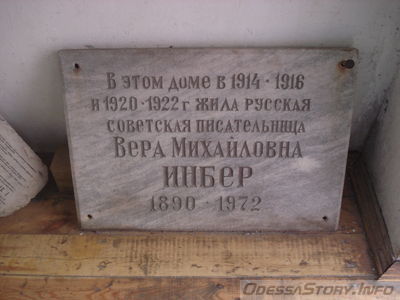 В этом доме в 1914 · 1916
и 1920 · 1922 г жила русская
советская писательница
Вера Михайловна
ИНБЕР
1890 · 1972
OdessaStory.Info